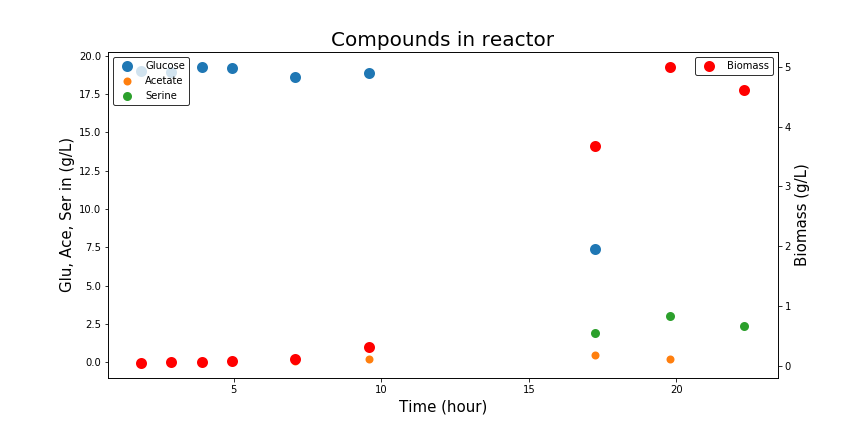 Compounds in reactor
Glucose
Acetate
Serine
Biomass
Glu, Ace, Ser in (g/L)
20.0
17.5
15.0
12.5
10.0
7.5
5.0
2.5
0.0
5
4
3
2
1
0
Biomass (g/L)
5
10
15
20
Time (hour)